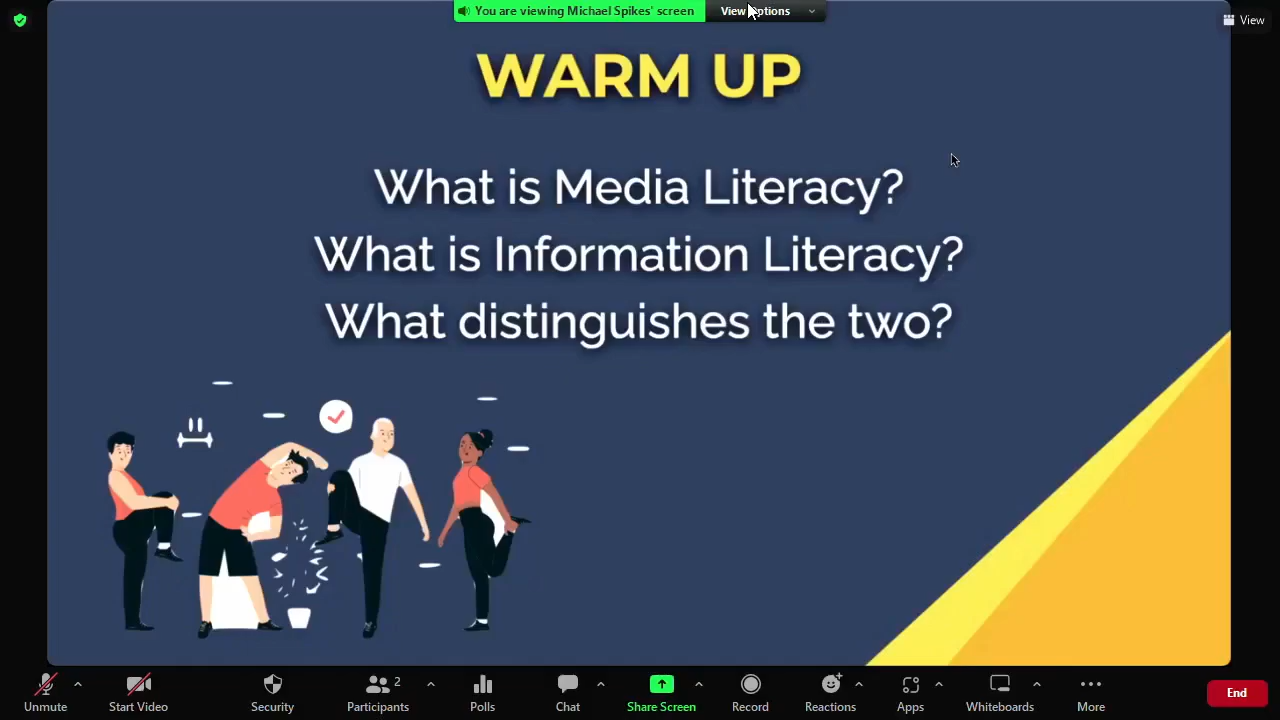 You are viewing Michael Spikes' screen
View Options
View
WARM UP
What is Media Literacy?
What is Information Literacy?
What distinguishes the two?
Unmute
Start Video
Security
Participants
2
Polls
Chat
Share Screen
Record
Reactions
Apps
Whiteboards
More
End